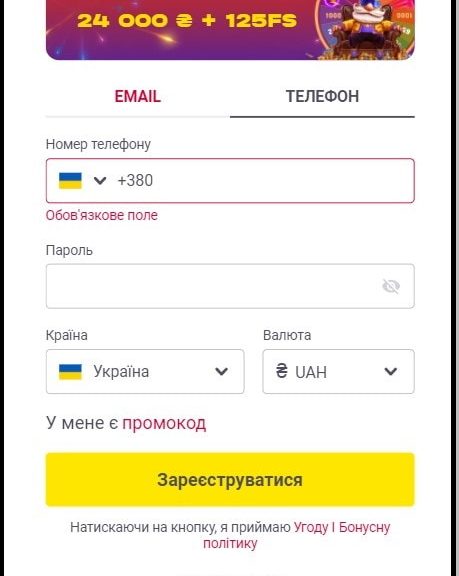 24 000 ₴ + 125FS
EMAIL
ТЕЛЕФОН
Номер телефону
+380
Обов'язкове поле
Пароль
Країна
Валюта
Україна
₴ UAH
У мене є промокод
Зареєструватися
Натискаючи на кнопку, я приймаю Угоду І Бонусну
політику